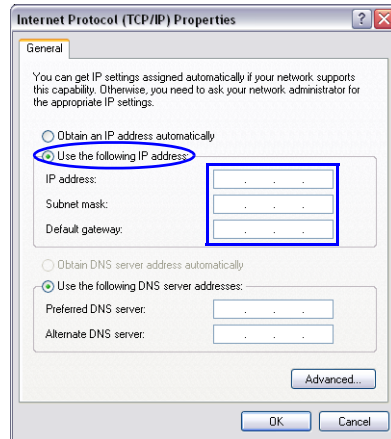 Internet Protocol (TCP/IP) Properties
General
You can get IP settings assigned automatically if your network supports
this capability. Otherwise, you need to ask your network administrator for
the appropriate IP settings.
Obtain an IP address automatically
Use the following IP address:
IP address:
Subnet mask:
Default gateway:
Obtain DNS server address automatically
Use the following DNS server addresses:
Preferred DNS server:
Alternate DNS server:
Advanced...
OK Cancel